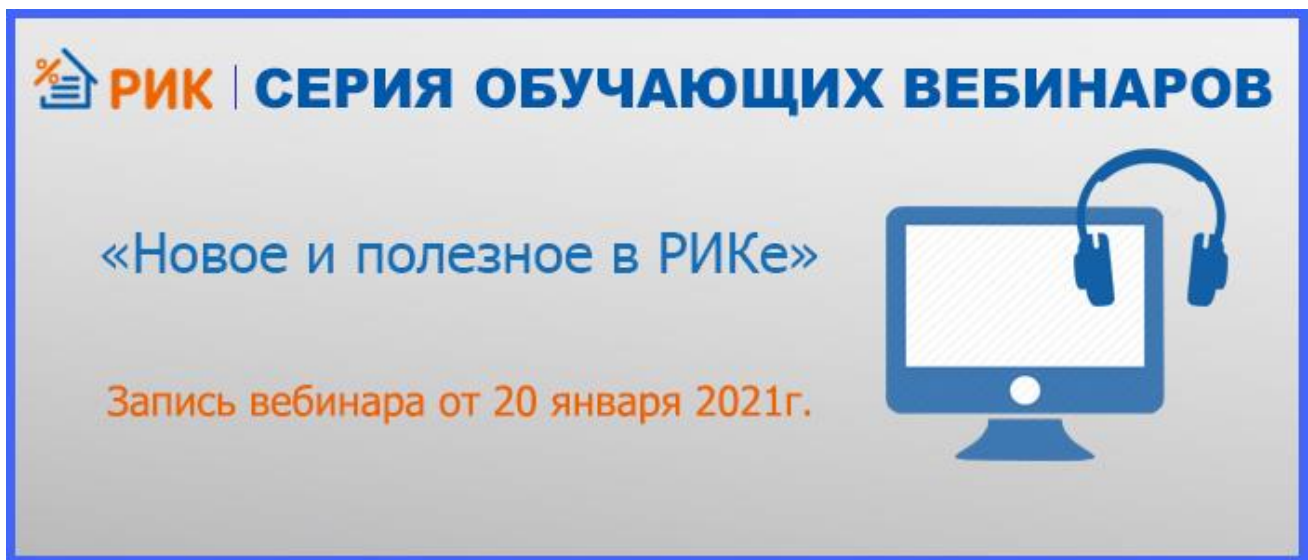 % РИК | СЕРИЯ ОБУЧАЮЩИХ ВЕБИНАРОВ
«Новое и полезное в РИКе»
Запись вебинара от 20 января 2021г.